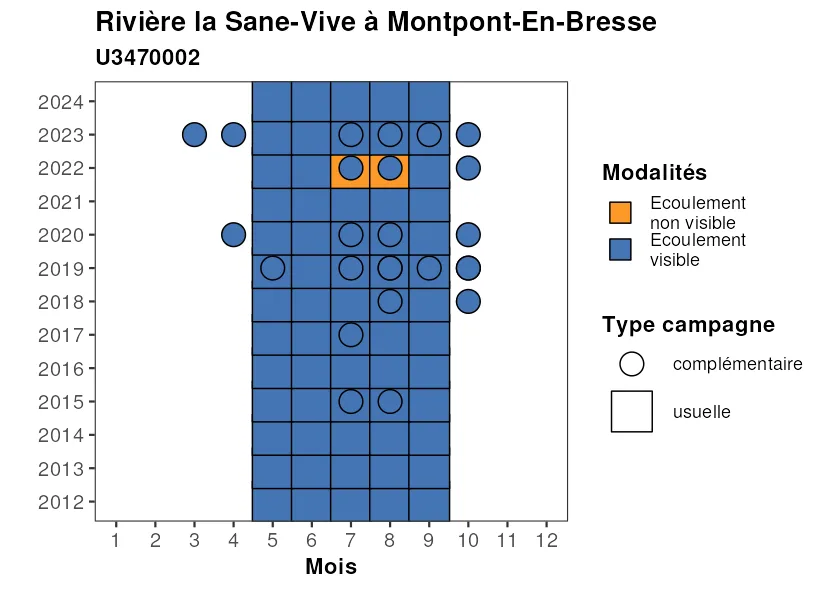 Rivière la Sane-Vive à Montpont-En-Bresse
U3470002
2024
2023
2022
2021
2020
2019
2018
2017
2016
2015
2014
2013
2012
1 2 3 4 5 6 7 8 9 10 11 12
Mois
Modalités
Ecoulement
non visible
Ecoulement
visible
Type campagne
complémentaire
usuelle